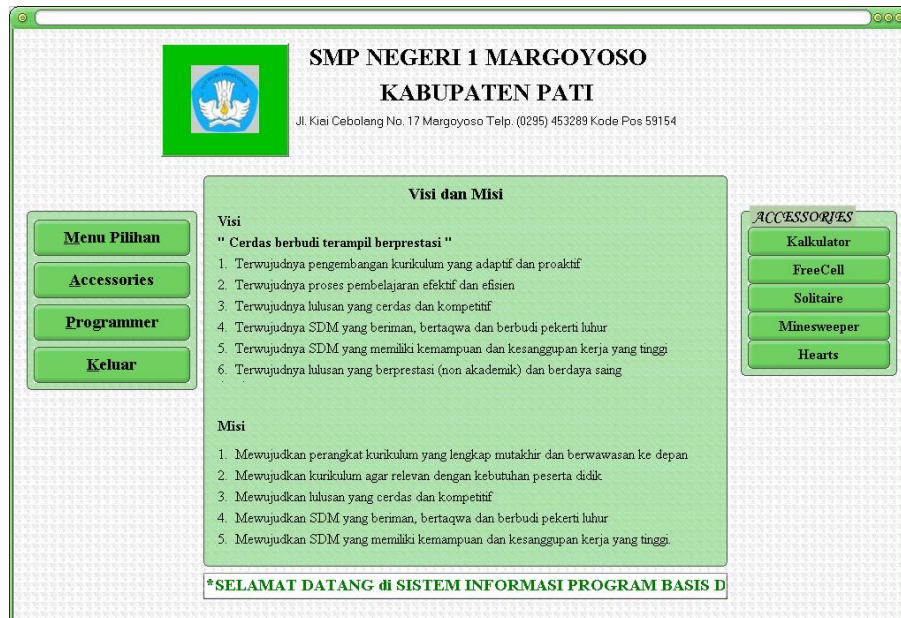 SMP NEGERI 1 MARGOYOSO
KABUPATEN PATI
Jl. Kiai Cebolang No. 17 Margoyoso Telp. (0295) 453289 Kode Pos 59154
Menu Pilihan
Accessories
Programmer
Keluar
Visi dan Misi
Visi
" Cerdas berbudi terampil berprestasi "
1. Terwujudnya pengembangan kurikulum yang adaptif dan proaktif
2. Terwujudnya proses pembelajaran efektif dan efisien
3. Terwujudnya lulusan yang cerdas dan kompetitif
4. Terwujudnya SDM yang beriman, bertaqwa dan berbudi pekerti luhur
5. Terwujudnya SDM yang memiliki kemampuan dan kesanggupan kerja yang tinggi
6. Terwujudnya lulusan yang berprestasi (non akademik) dan berdaya saing
Misi
1. Mewujudkan perangkat kurikulum yang lengkap mutakhir dan berwawasan ke depan
2. Mewujudkan kurikulum agar relevan dengan kebutuhan peserta didik
3. Mewujudkan lulusan yang cerdas dan kompetitif
4. Mewujudkan SDM yang beriman, bertaqwa dan berbudi pekerti luhur
5. Mewujudkan SDM yang memiliki kemampuan dan kesanggupan kerja yang tinggi.
*SELAMAT DATANG di SISTEM INFORMASI PROGRAM BASIS D
ACCESSORIES
Kalkulator
FreeCell
Solitaire
Minesweeper
Hearts